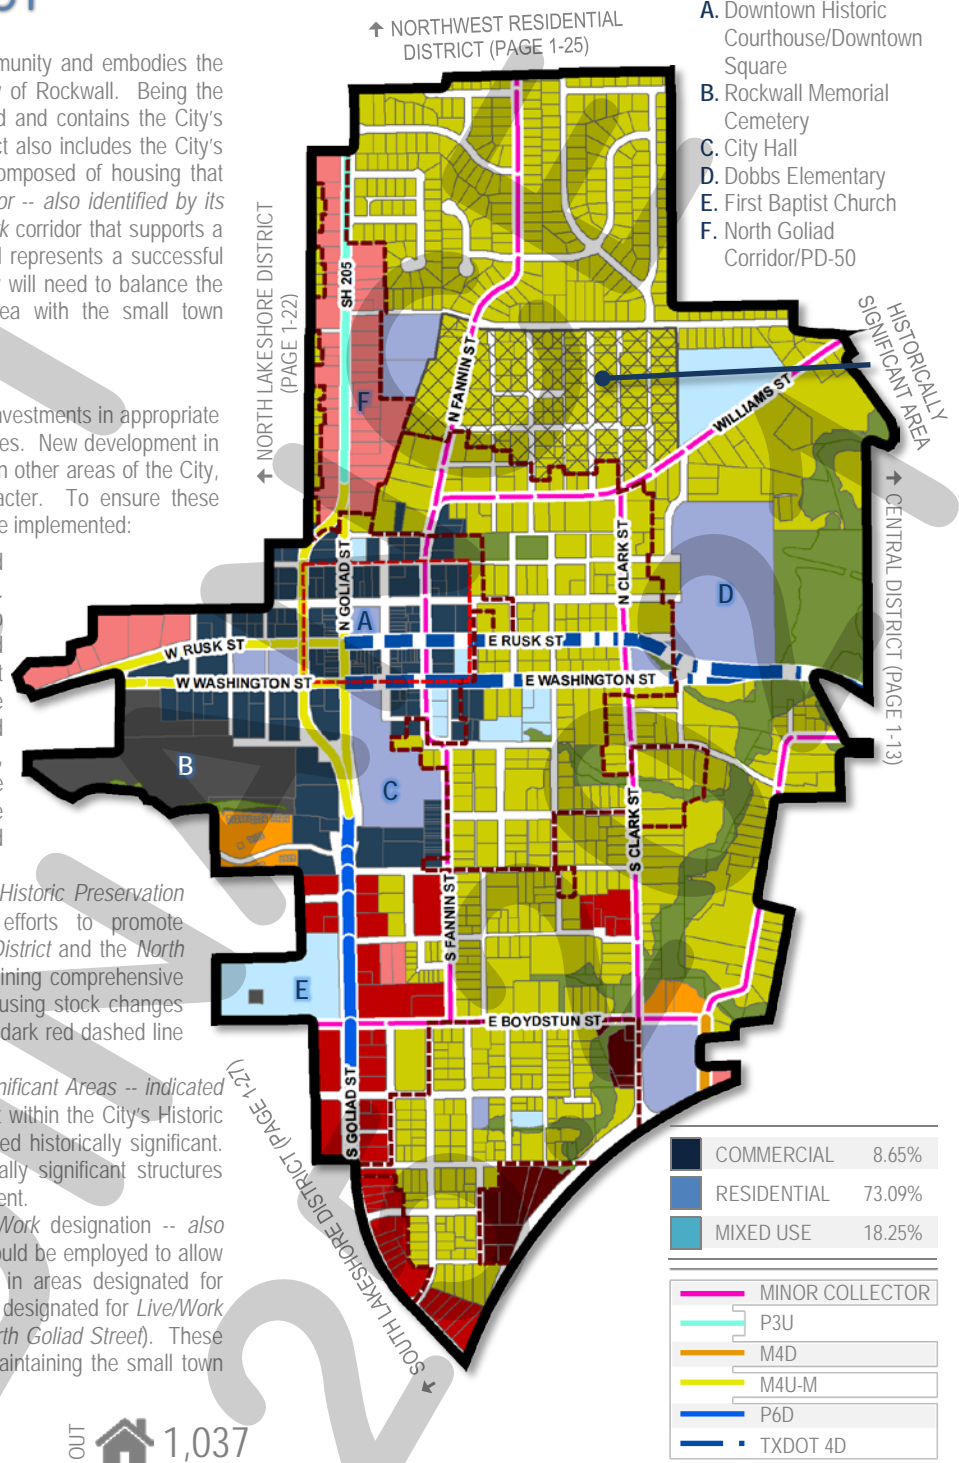 munity and embodies the
of Rockwall. Being the
d and contains the City's
ct also includes the City's
omposed of housing that
or -- also identified by its
corridor that supports a
represents a successful
will need to balance the
ea with the small town
nvestments in appropriate
es. New development in
n other areas of the City,
acter. To ensure these
e implemented:
Historic Preservation
efforts to promote
District and the North
ining comprehensive
using stock changes
dark red dashed line
nificant Areas -- indicated
within the City's Historic
ed historically significant.
ally significant structures
ent.
Work designation -- also
ould be employed to allow
in areas designated for
designated for Live/Work
rth Goliad Street). These
aintaining the small town
OUT
1,037
NORTHWEST RESIDENTIAL
DISTRICT (PAGE 1-25)
A. Downtown Historic
Courthouse/Downtown
Square
B. Rockwall Memorial
Cemetery
C. City Hall
D. Dobbs Elementary
E. First Baptist Church
F. North Goliad
Corridor/PD-50
NORTH LAKESHORE DISTRICT
(PAGE 1-22)
HISTORICALLY
SIGNIFICANT AREA
CENTRAL DISTRICT (PAGE 1-13)
SOUTH LAKESHORE DISTRICT (PAGE 1-27)
SH 205
N FANNIN ST
WILLIAMS ST
F
N GOLIAD ST
N CLARK ST
A
D
W RUSK ST
E RUSK ST
W WASHINGTON ST
E WASHINGTON ST
B
C
S CLARK ST
S FANNIN ST
E
E BOYDSTUN ST
S GOLIAD ST
COMMERCIAL 8.65%
RESIDENTIAL 73.09%
MIXED USE 18.25%
MINOR COLLECTOR
P3U
M4D
M4U-M
P6D
TXDOT 4D